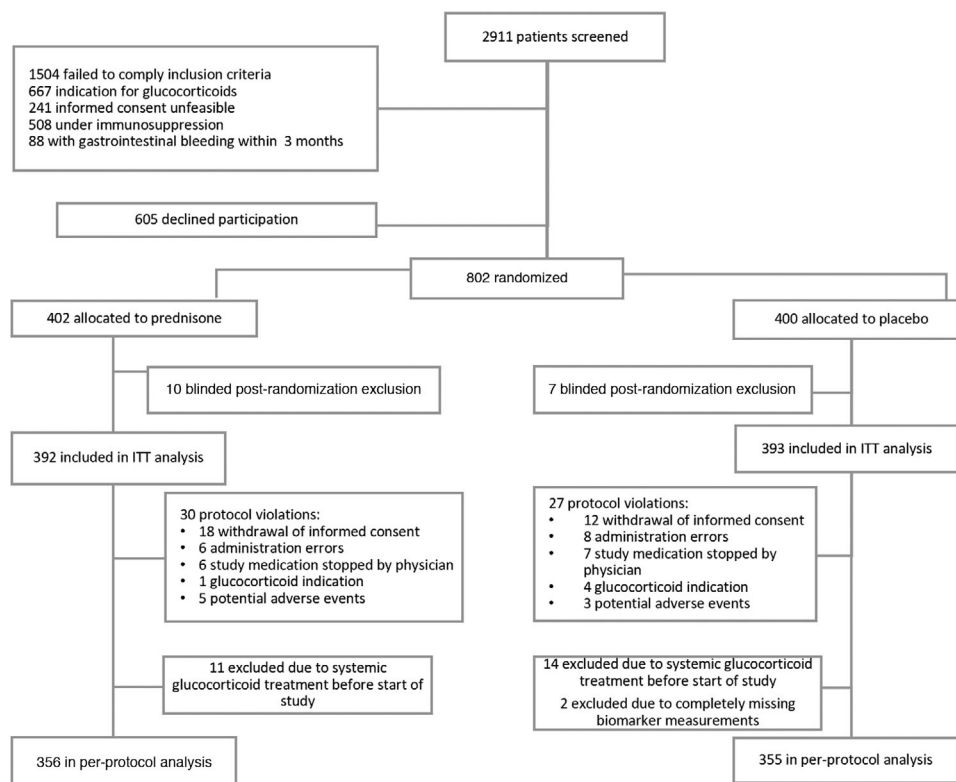 2911 patients screened
1504 failed to comply inclusion criteria
667 indication for glucocorticoids
241 informed consent unfeasible
508 under immunosuppression
88 with gastrointestinal bleeding within 3 months
605 declined participation
802 randomized
402 allocated to prednisone
400 allocated to placebo
10 blinded post-randomization exclusion
7 blinded post-randomization exclusion
392 included in ITT analysis
393 included in ITT analysis
30 protocol violations:
• 18 withdrawal of informed consent
• 6 administration errors
• 6 study medication stopped by physician
• 1 glucocorticoid indication
• 5 potential adverse events
27 protocol violations:
• 12 withdrawal of informed consent
• 8 administration errors
• 7 study medication stopped by
physician
• 4 glucocorticoid indication
• 3 potential adverse events
11 excluded due to systemic
glucocorticoid treatment before start of
study
14 excluded due to systemic glucocorticoid
treatment before start of study
2 excluded due to completely missing
biomarker measurements
356 in per-protocol analysis
355 in per-protocol analysis